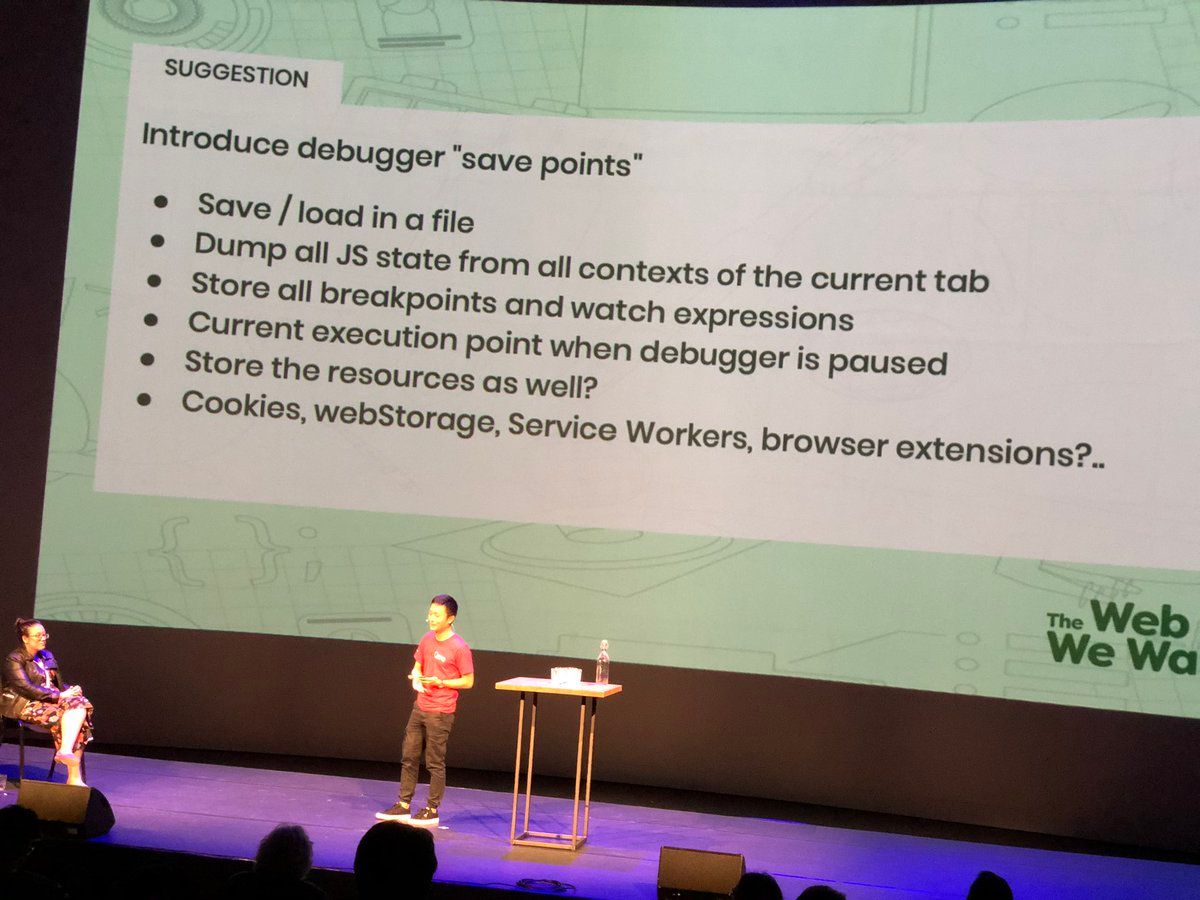 SUGGESTION
Introduce debugger "save points"
● Save / load in a file
● Dump all JS state from all contexts of the current tab
● Store all breakpoints and watch expressions
● Current execution point when debugger is paused
● Store the resources as well?
● Cookies, webStorage, Service Workers, browser extensions?..
{ }
The Web
We Wa